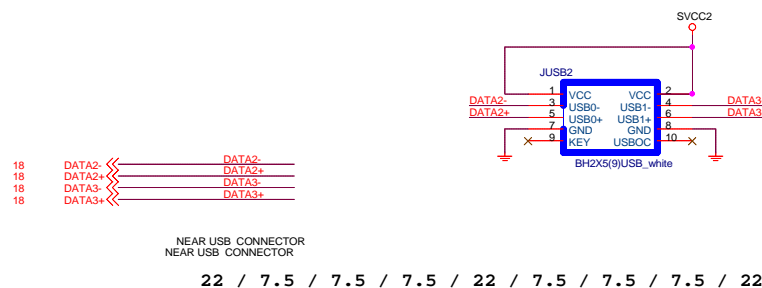 SVCC2
JUSB2
1 VCC VCC 2
DATA2- 3 USB0- USB1- 4 DATA3
DATA2+ 5 USB0+ USB1+ 6 DATA3
7 GND GND 8
9 KEY USBOC 10
BH2X5(9)USB_white
18 DATA2- DATA2-
18 DATA2+ DATA2+
18 DATA3- DATA3-
18 DATA3+ DATA3+
NEAR USB CONNECTOR
NEAR USB CONNECTOR
22 / 7.5 / 7.5 / 7.5 / 22 / 7.5 / 7.5 / 7.5 / 22